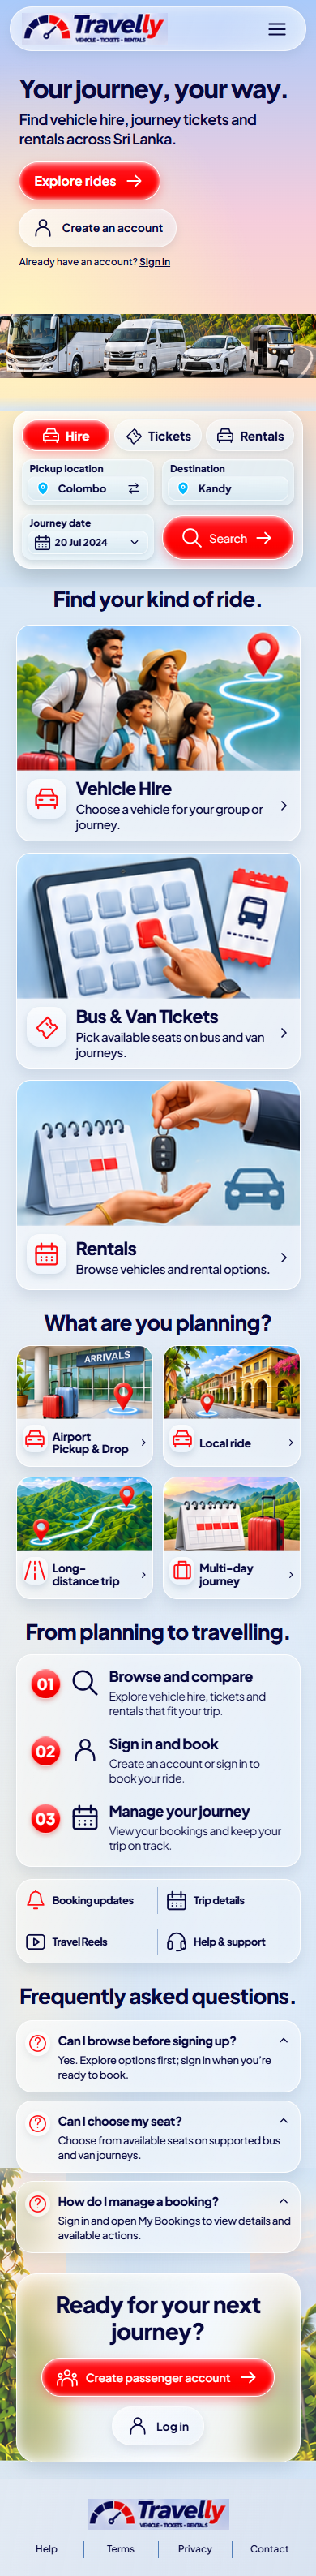 Travelly
VEHICLE • TICKETS • RENTALS
Your journey, your way.
Find vehicle hire, journey tickets and
rentals across Sri Lanka.
Explore rides
Create an account
Already have an account? Sign in
Hire
Tickets
Rentals
Pickup location
Destination
Colombo
Kandy
Journey date
20 Jul 2024
Search
Find your kind of ride.
Vehicle Hire
Choose a vehicle for your group or
journey.
Bus & Van Tickets
Pick available seats on bus and van
journeys.
Rentals
Browse vehicles and rental options.
What are you planning?
ARRIVALS
Airport
Pickup & Drop
Local ride
Long-
distance trip
Multi-day
journey
From planning to travelling.
01
Browse and compare
Explore vehicle hire, tickets and
rentals that fit your trip.
02
Sign in and book
Create an account or sign in to
book your ride.
03
Manage your journey
View your bookings and keep your
trip on track.
Booking updates
Trip details
Travel Reels
Help & support
Frequently asked questions.
Can I browse before signing up?
Yes. Explore options first; sign in when you're
ready to book.
Can I choose my seat?
Choose from available seats on supported bus
and van journeys.
How do I manage a booking?
Sign in and open My Bookings to view details and
available actions.
Ready for your next
journey?
Create passenger account
Log in
Travelly
VEHICLE • TICKETS • RENTALS
Help
Terms
Privacy
Contact